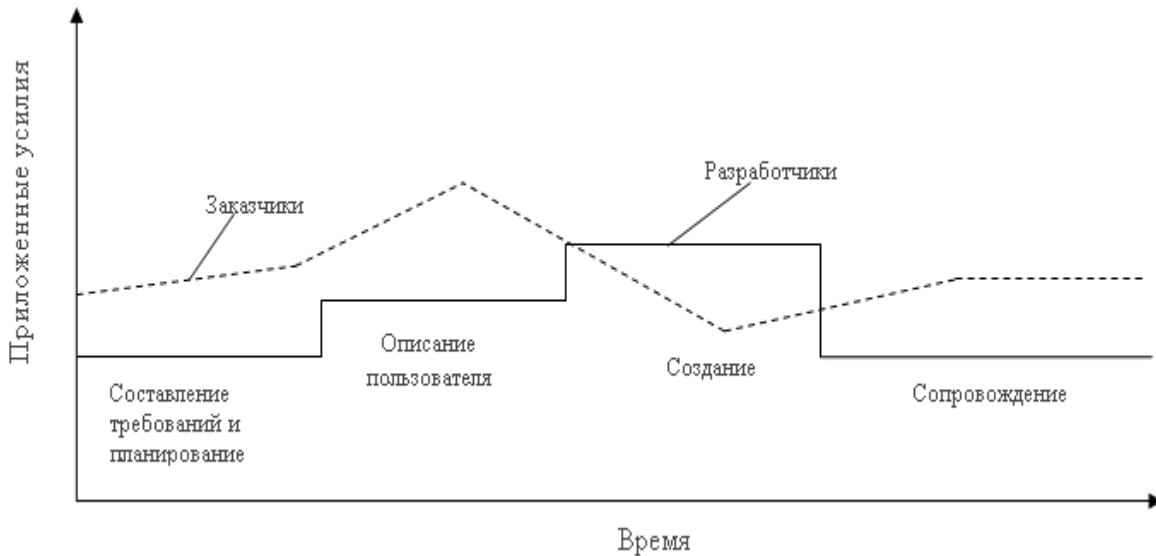 Приложенные усилия
Заказчики
Разработчики
Описание
пользователя
Создание
Сопровождение
Составление
требований и
планирование
Время